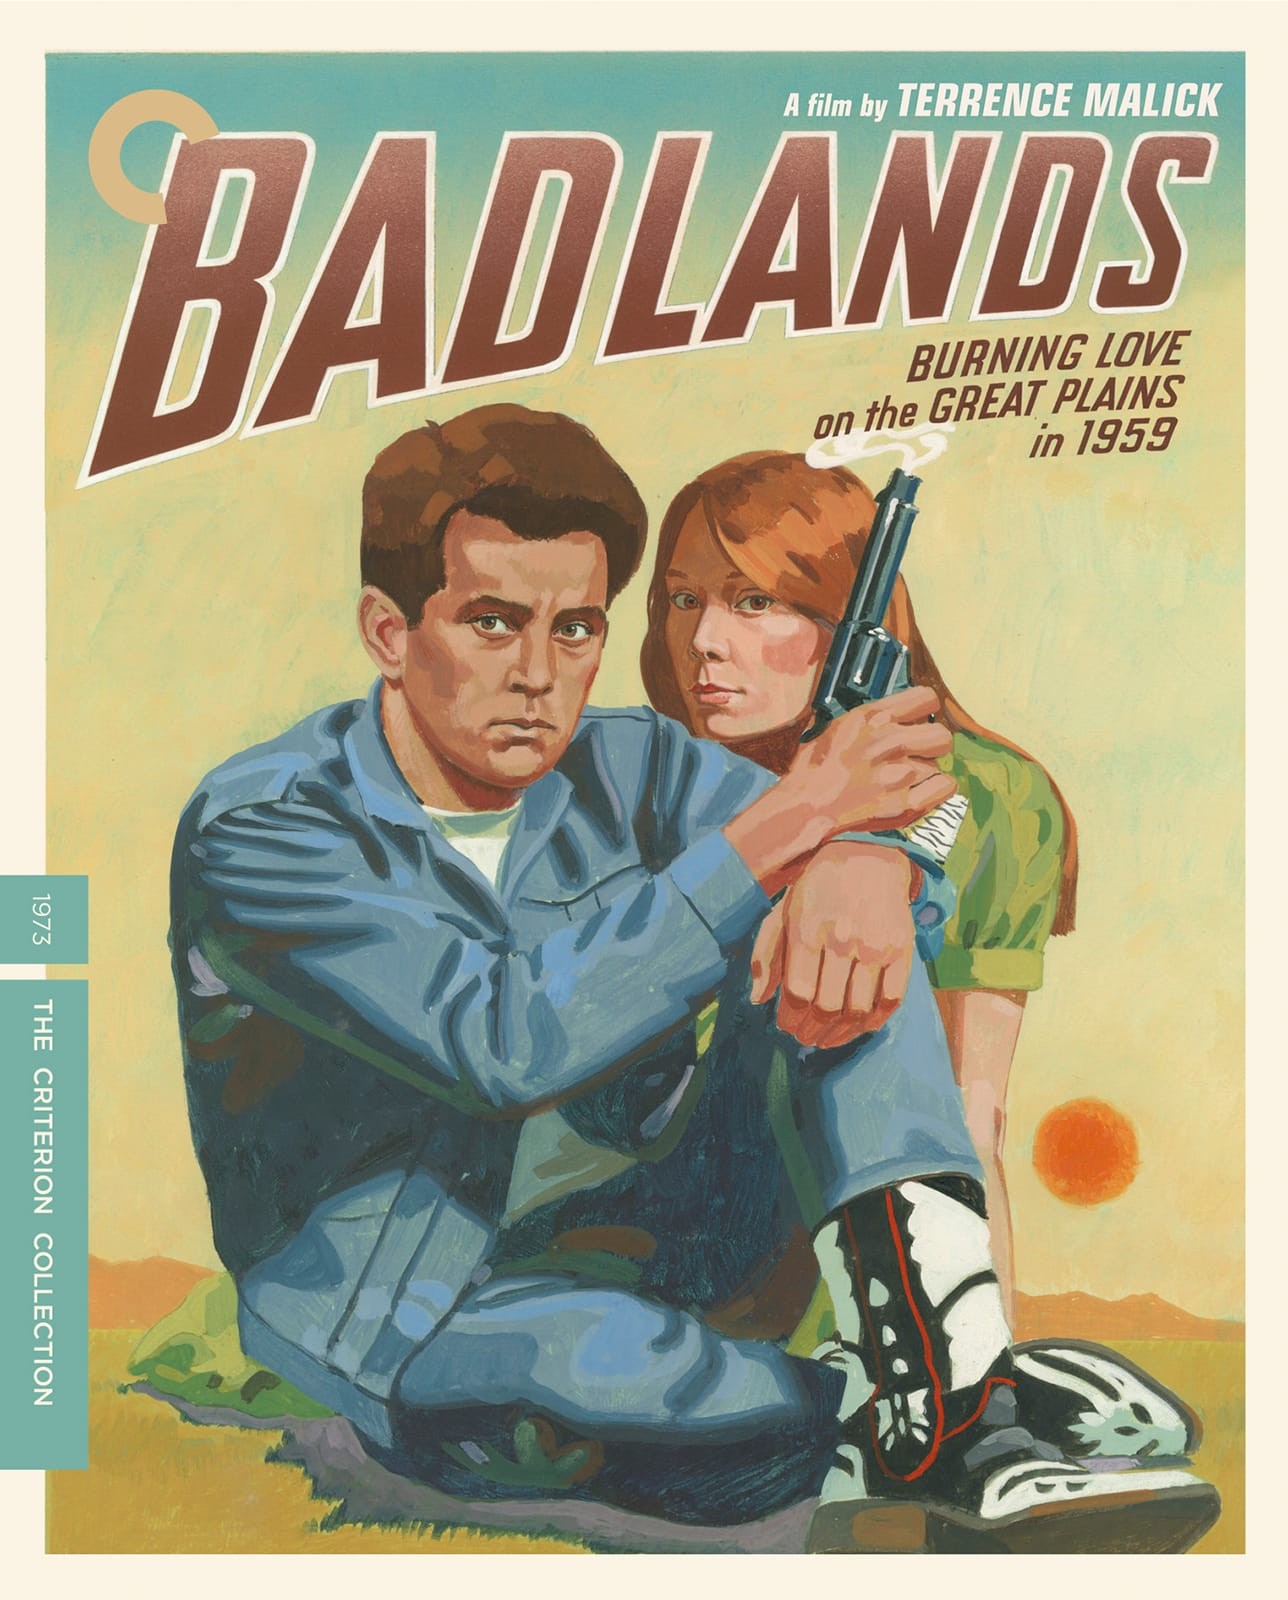 A film by TERRENCE MALICK
BADLANDS
BURNING LOVE
on the GREAT PLAINS
in 1959
1973
THE CRITERION COLLECTION